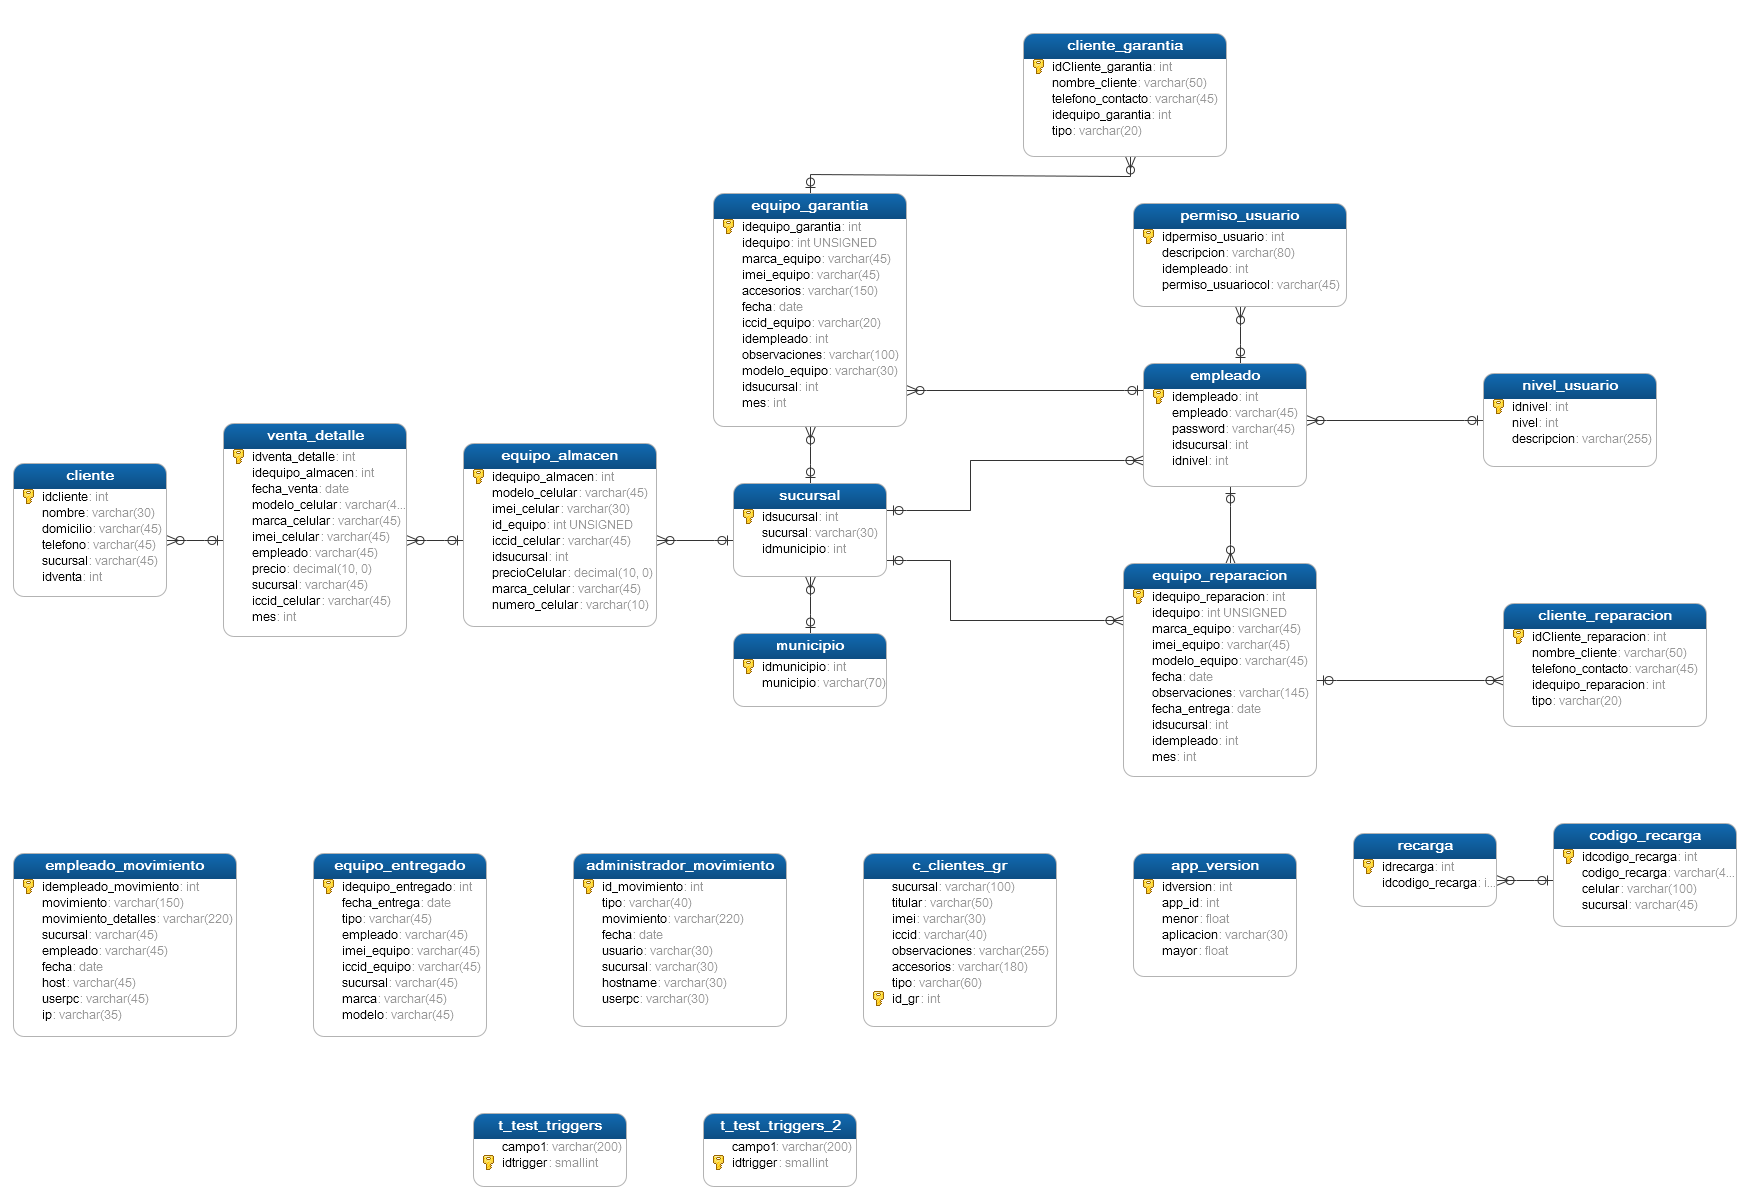 cliente_garantia
idCliente_garantia: int
nombre_cliente: varchar(50)
telefono_contacto: varchar(45)
idequipo_garantia: int
tipo: varchar(20)
equipo_garantia
idequipo_garantia: int
idequipo: int UNSIGNED
marca_equipo: varchar(45)
imei_equipo: varchar(45)
accesorios: varchar(150)
fecha: date
iccid_equipo: varchar(20)
idempleado: int
observaciones: varchar(100)
modelo_equipo: varchar(30)
idsucursal: int
mes: int
permiso_usuario
idpermiso_usuario: int
descripcion: varchar(80)
idempleado: int
permiso_usuariocol: varchar(45)
empleado
idempleado: int
empleado: varchar(45)
password: varchar(45)
idsucursal: int
idnivel: int
nivel_usuario
idnivel: int
nivel: int
descripcion: varchar(255)
cliente
idcliente: int
nombre: varchar(30)
domicilio: varchar(45)
telefono: varchar(45)
sucursal: varchar(45)
idventa: int
venta_detalle
idventa_detalle: int
idequipo_almacen: int
fecha_venta: date
modelo_celular: varchar(4...
marca_celular: varchar(45)
imei_celular: varchar(45)
empleado: varchar(45)
precio: decimal(10, 0)
sucursal: varchar(45)
iccid_celular: varchar(45)
mes: int
equipo_almacen
idequipo_almacen: int
modelo_celular: varchar(45)
imei_celular: varchar(30)
id_equipo: int UNSIGNED
iccid_celular: varchar(45)
idsucursal: int
precioCelular: decimal(10, 0)
marca_celular: varchar(45)
numero_celular: varchar(10)
sucursal
idsucursal: int
sucursal: varchar(30)
idmunicipio: int
municipio
idmunicipio: int
municipio: varchar(70)
equipo_reparacion
idequipo_reparacion: int
idequipo: int UNSIGNED
marca_equipo: varchar(45)
imei_equipo: varchar(45)
modelo_equipo: varchar(45)
fecha: date
observaciones: varchar(145)
fecha_entrega: date
idsucursal: int
idempleado: int
mes: int
cliente_reparacion
idCliente_reparacion: int
nombre_cliente: varchar(50)
telefono_contacto: varchar(45)
idequipo_reparacion: int
tipo: varchar(20)
empleado_movimiento
idempleado_movimiento: int
movimiento: varchar(150)
movimiento_detalles: varchar(220)
sucursal: varchar(45)
empleado: varchar(45)
fecha: date
host: varchar(45)
userpc: varchar(45)
ip: varchar(35)
equipo_entregado
idequipo_entregado: int
fecha_entrega: date
tipo: varchar(45)
empleado: varchar(45)
imei_equipo: varchar(45)
iccid_equipo: varchar(45)
sucursal: varchar(45)
marca: varchar(45)
modelo: varchar(45)
administrador_movimiento
id_movimiento: int
tipo: varchar(40)
movimiento: varchar(220)
fecha: date
usuario: varchar(30)
sucursal: varchar(30)
hostname: varchar(30)
userpc: varchar(30)
c_clientes_gr
sucursal: varchar(100)
titular: varchar(50)
imei: varchar(30)
iccid: varchar(40)
observaciones: varchar(255)
accesorios: varchar(180)
tipo: varchar(60)
id_gr: int
app_version
idversion: int
app_id: int
menor: float
aplicacion: varchar(30)
mayor: float
recarga
idrecarga: int
idcodigo_recarga: i...
codigo_recarga
idcodigo_recarga: int
codigo_recarga: varchar(4...
celular: varchar(100)
sucursal: varchar(45)
t_test_triggers
campo1: varchar(200)
idtrigger: smallint
t_test_triggers_2
campo1: varchar(200)
idtrigger: smallint